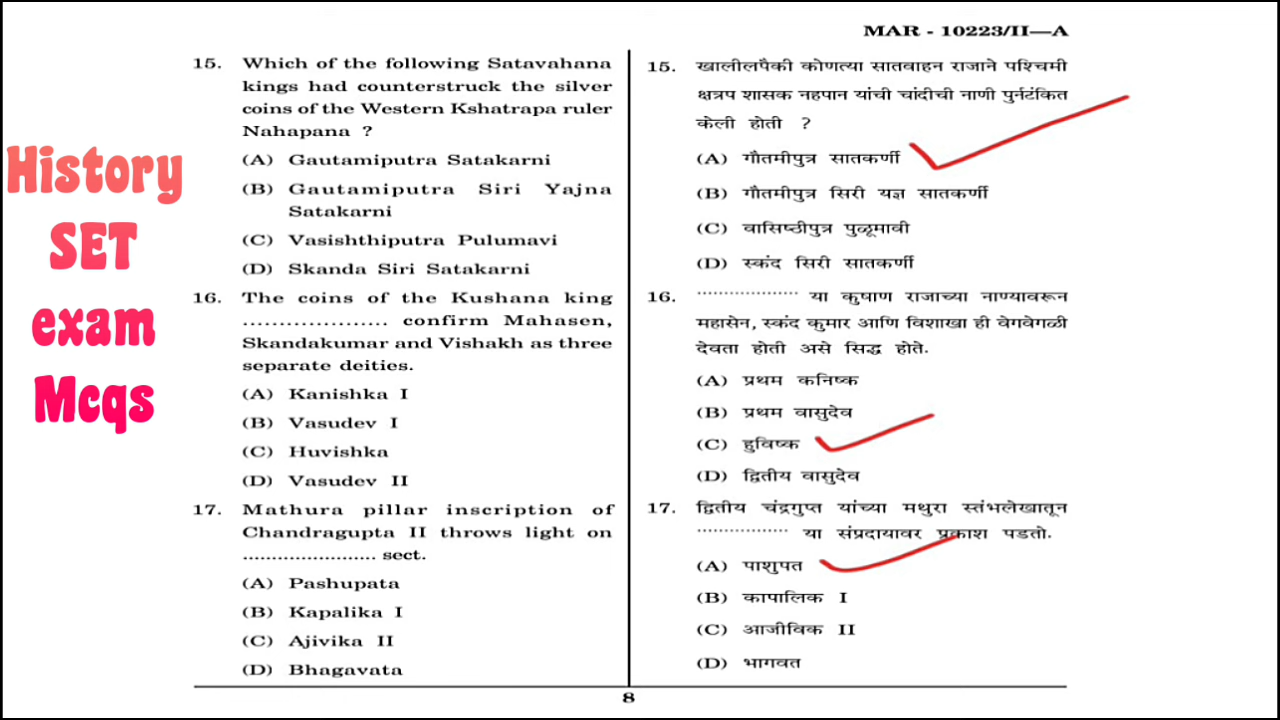 MAR - 10223/II—A
History
SET
exam
Mcqs
15. Which of the following Satavahana
kings had counterstruck the silver
coins of the Western Kshatrapa ruler
Nahapana ?
(A) Gautamiputra Satakarni
(B) Gautamiputra Siri Yajna
Satakarni
(C) Vasishthiputra Pulumavi
(D) Skanda Siri Satakarni
16. The coins of the Kushana king
.................... confirm Mahasen,
Skandakumar and Vishakh as three
separate deities.
(A) Kanishka I
(B) Vasudev I
(C) Huvishka
(D) Vasudev II
17. Mathura pillar inscription of
Chandragupta II throws light on
....................... sect.
(A) Pashupata
(B) Kapalika I
(C) Ajivika II
(D) Bhagavata
15. खालीलपैकी कोणत्या सातवाहन राजाने पश्चिमी
क्षत्रप शासक नहपान यांची चांदीची नाणी पुर्नटंकित
केली होती ?
(A) गौतमीपुत्र सातकर्णी
(B) गौतमीपुत्र सिरी यज्ञ सातकर्णी
(C) वासिष्ठीपुत्र पुळूमावी
(D) स्कंद सिरी सातकर्णी
16. .................... या कुषाण राजाच्या नाण्यावरून
महासेन, स्कंद कुमार आणि विशाखा ही वेगवेगळी
देवता होती असे सिद्ध होते.
(A) प्रथम कनिष्क
(B) प्रथम वासुदेव
(C) हुविष्क
(D) द्वितीय वासुदेव
17. द्वितीय चंद्रगुप्त यांच्या मथुरा स्तंभलेखातून
.................. या संप्रदायावर प्रकाश पडतो.
(A) पाशुपत
(B) कापालिक I
(C) आजीविक II
(D) भागवत
8